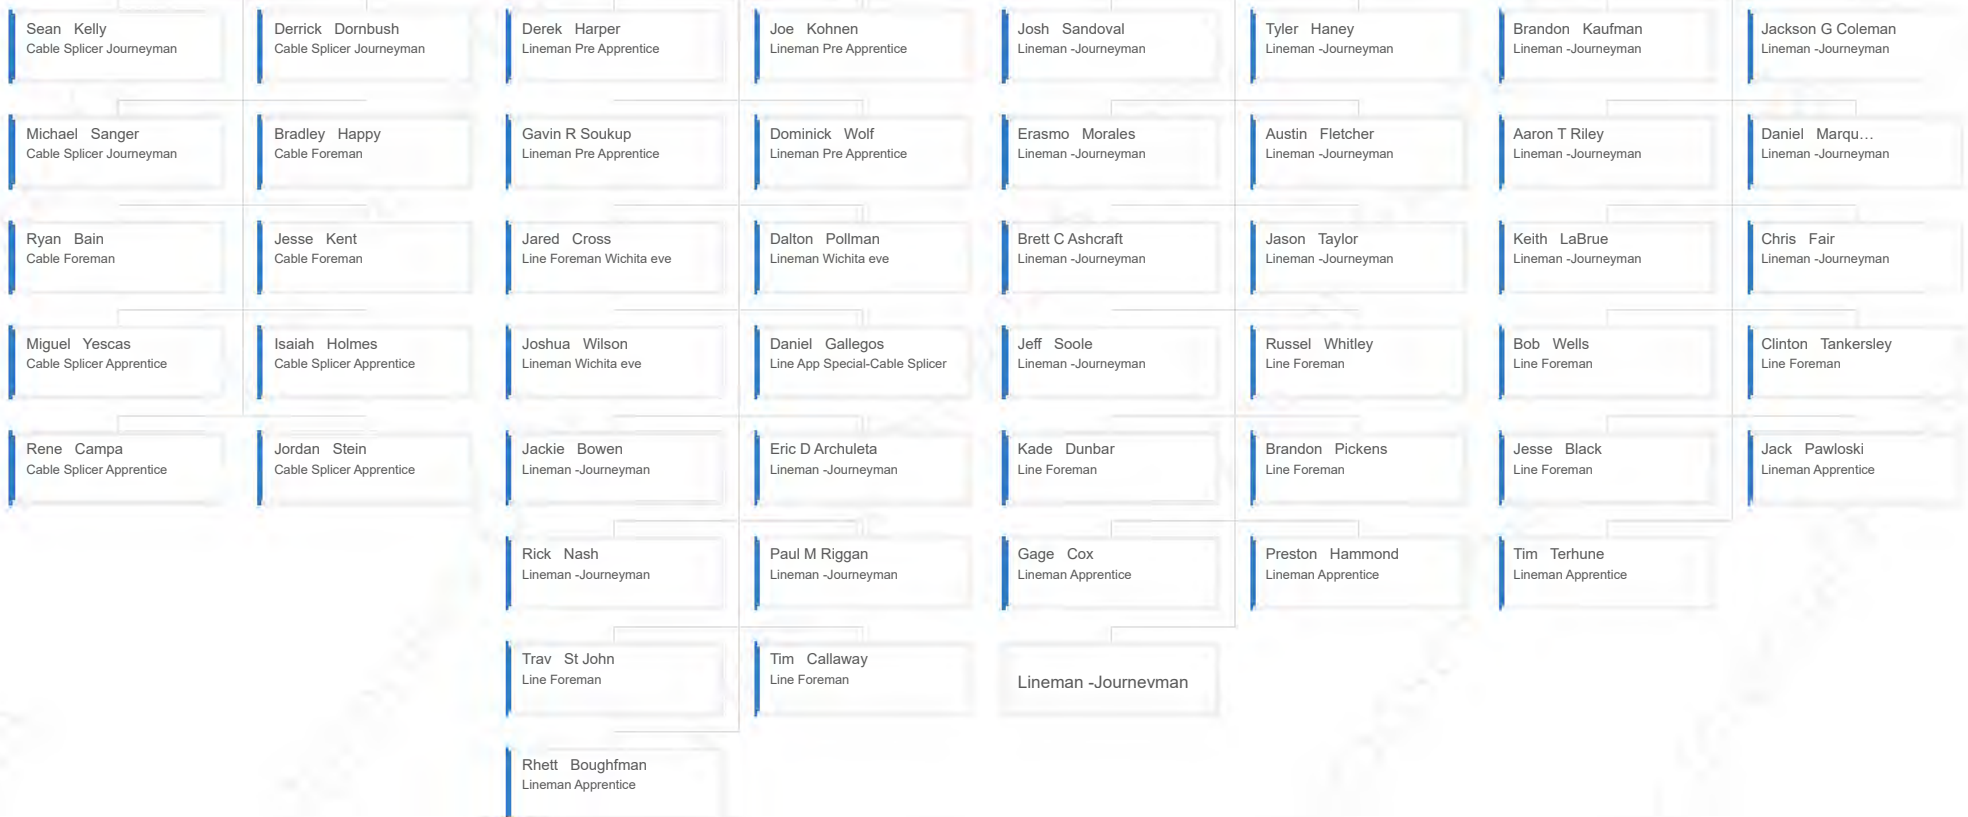 Sean Kelly
Cable Splicer Journeyman
Derrick Dornbush
Cable Splicer Journeyman
Derek Harper
Lineman Pre Apprentice
Joe Kohnen
Lineman Pre Apprentice
Josh Sandoval
Lineman -Journeyman
Tyler Haney
Lineman -Journeyman
Brandon Kaufman
Lineman -Journeyman
Jackson G Coleman
Lineman -Journeyman
Michael Sanger
Cable Splicer Journeyman
Bradley Happy
Cable Foreman
Gavin R Soukup
Lineman Pre Apprentice
Dominick Wolf
Lineman Pre Apprentice
Erasmo Morales
Lineman -Journeyman
Austin Fletcher
Lineman -Journeyman
Aaron T Riley
Lineman -Journeyman
Daniel Marqu…
Lineman -Journeyman
Ryan Bain
Cable Foreman
Jesse Kent
Cable Foreman
Jared Cross
Line Foreman Wichita eve
Dalton Pollman
Lineman Wichita eve
Brett C Ashcraft
Lineman -Journeyman
Jason Taylor
Lineman -Journeyman
Keith LaBrue
Lineman -Journeyman
Chris Fair
Lineman -Journeyman
Miguel Yescas
Cable Splicer Apprentice
Isaiah Holmes
Cable Splicer Apprentice
Joshua Wilson
Lineman Wichita eve
Daniel Gallegos
Line App Special-Cable Splicer
Jeff Soole
Lineman -Journeyman
Russel Whitley
Line Foreman
Bob Wells
Line Foreman
Clinton Tankersley
Line Foreman
Rene Campa
Cable Splicer Apprentice
Jordan Stein
Cable Splicer Apprentice
Jackie Bowen
Lineman -Journeyman
Eric D Archuleta
Lineman -Journeyman
Kade Dunbar
Line Foreman
Brandon Pickens
Line Foreman
Jesse Black
Line Foreman
Jack Pawloski
Lineman Apprentice
Rick Nash
Lineman -Journeyman
Paul M Riggan
Lineman -Journeyman
Gage Cox
Lineman Apprentice
Preston Hammond
Lineman Apprentice
Tim Terhune
Lineman Apprentice
Trav St John
Line Foreman
Tim Callaway
Line Foreman
Lineman -Journevman
Rhett Boughfman
Lineman Apprentice